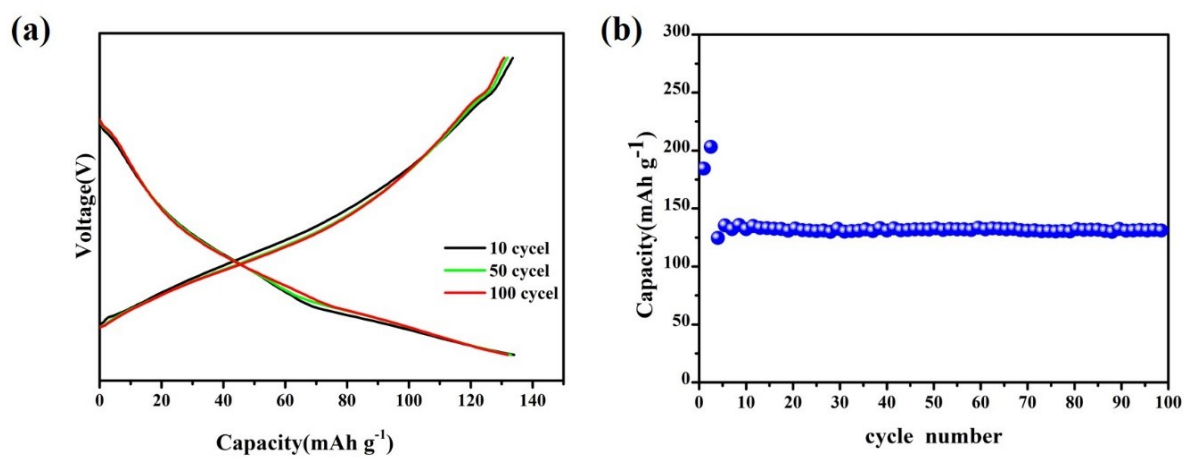 (a)
Voltage(V)
10 cycel
50 cycel
100 cycel
0 20 40 60 80 100 120 140
Capacity(mAh g⁻¹)
(b)
300
250
200
150
100
50
0
Capacity(mAh g⁻¹)
0 10 20 30 40 50 60 70 80 90 100
cycle number